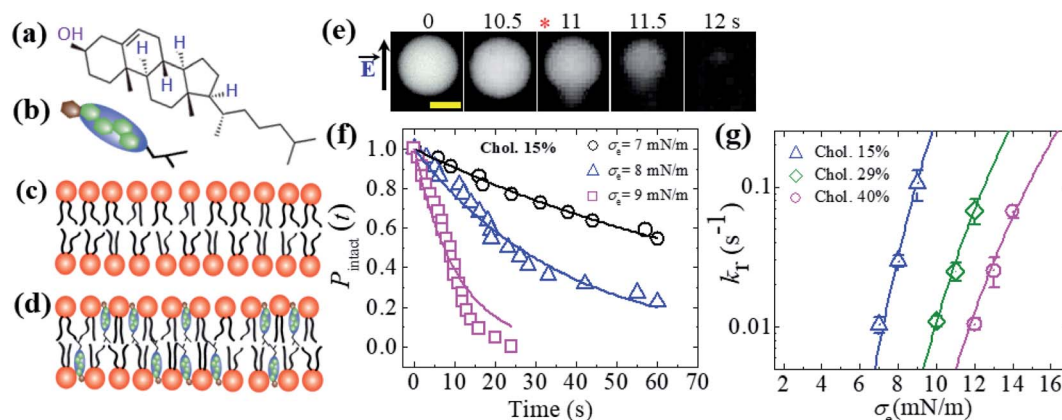 (a)
OH
H
H
H
(b)
(c)
(d)
(e)
0 10.5 * 11 11.5 12 s
E
(f)
Chol. 15%
σe = 7 mN/m
σe = 8 mN/m
σe = 9 mN/m
1.0
0.8
0.6
0.4
0.2
0.0
Pintact (t)
0 10 20 30 40 50 60 70
Time (s)
(g)
Chol. 15%
Chol. 29%
Chol. 40%
0.1
0.01
kT (s-1)
2 4 6 8 10 12 14 16
σe (mN/m)